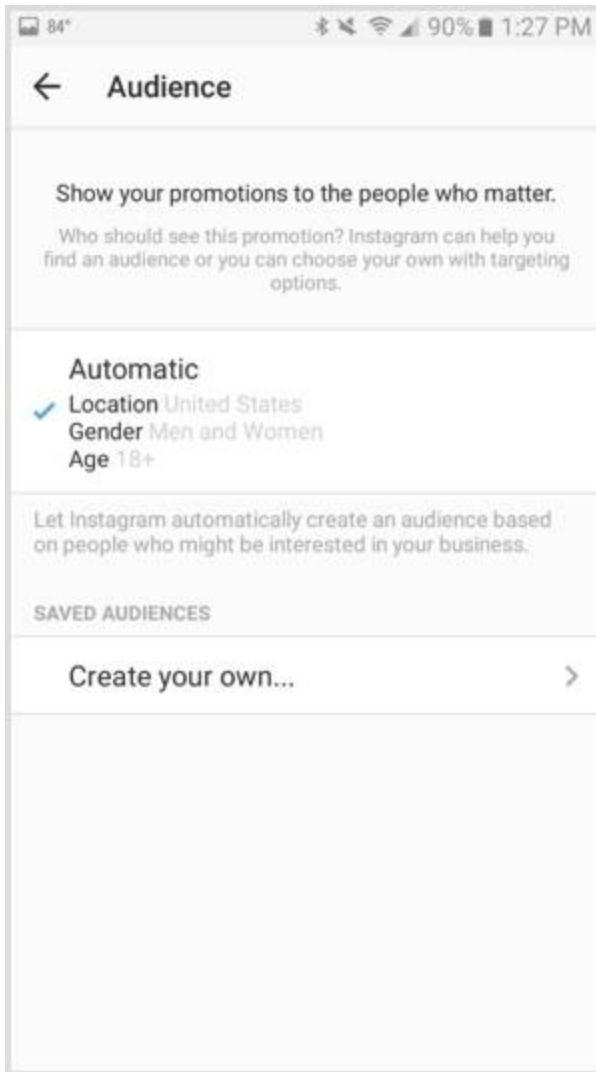 84° 90% 1:27 PM
Audience
Show your promotions to the people who matter.
Who should see this promotion? Instagram can help you
find an audience or you can choose your own with targeting
options.
Automatic
Location United States
Gender Men and Women
Age 18+
Let Instagram automatically create an audience based
on people who might be interested in your business.
SAVED AUDIENCES
Create your own...